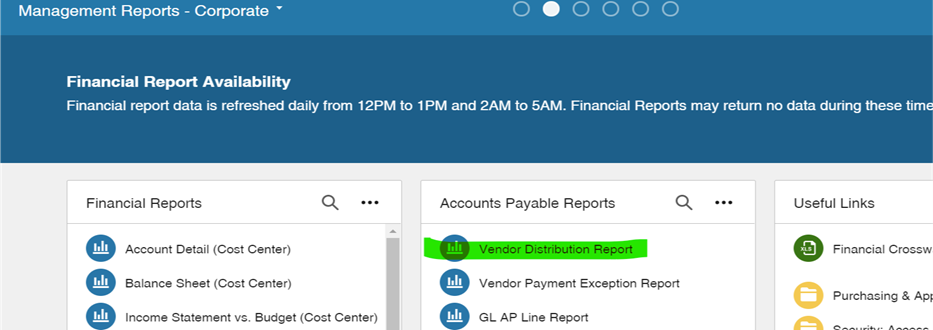 Management Reports - Corporate
Financial Report Availability
Financial report data is refreshed daily from 12PM to 1PM and 2AM to 5AM. Financial Reports may return no data during these time
Financial Reports
Account Detail (Cost Center)
Balance Sheet (Cost Center)
Income Statement vs. Budget (Cost Center)
Accounts Payable Reports
Vendor Distribution Report
Vendor Payment Exception Report
GL AP Line Report
Useful Links
XLS
Financial Crossw
Purchasing & App
Security: Access